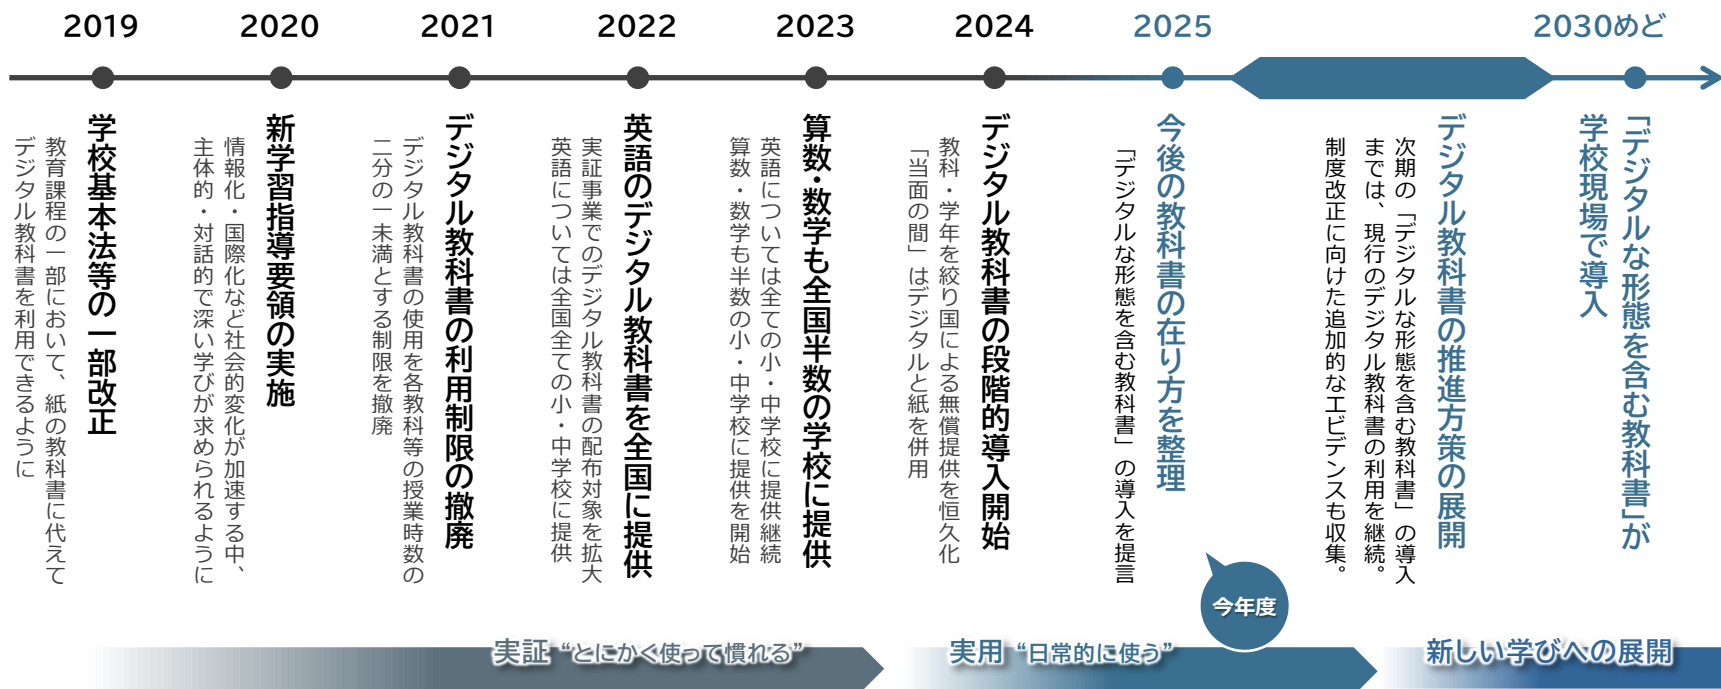 2019
2020
2021
2022
2023
2024
2025
2030めど
学校基本法等の一部改正
教育課程の一部において、紙の教科書に代えて
デジタル教科書を利用できるように
新学習指導要領の実施
情報化・国際化など社会的変化が加速する中、
主体的・対話的で深い学びが求められるように
デジタル教科書の利用制限の撤廃
デジタル教科書の使用を各教科等の授業時数の
二分の一未満とする制限を撤廃
英語のデジタル教科書を全国に提供
実証事業でのデジタル教科書の配布対象を拡大
英語については全国全ての小・中学校に提供
算数・数学も全国半数の学校に提供
英語については全ての小・中学校に提供継続
算数・数学も半数の小・中学校に提供を開始
デジタル教科書の段階的導入開始
教科・学年を絞り国による無償提供を恒久化
「当面の間」はデジタルと紙を併用
今後の教科書の在り方を整理
「デジタルな形態を含む教科書」の導入を提言
デジタル教科書の推進方策の展開
次期の「デジタルな形態を含む教科書」の導入
までは、現行のデジタル教科書の利用を継続。
制度改正に向けた追加的なエビデンスも収集。
「デジタルな形態を含む教科書」が
学校現場で導入
今年度
実証 “とにかく使って慣れる”
実用 “日常的に使う”
新しい学びへの展開